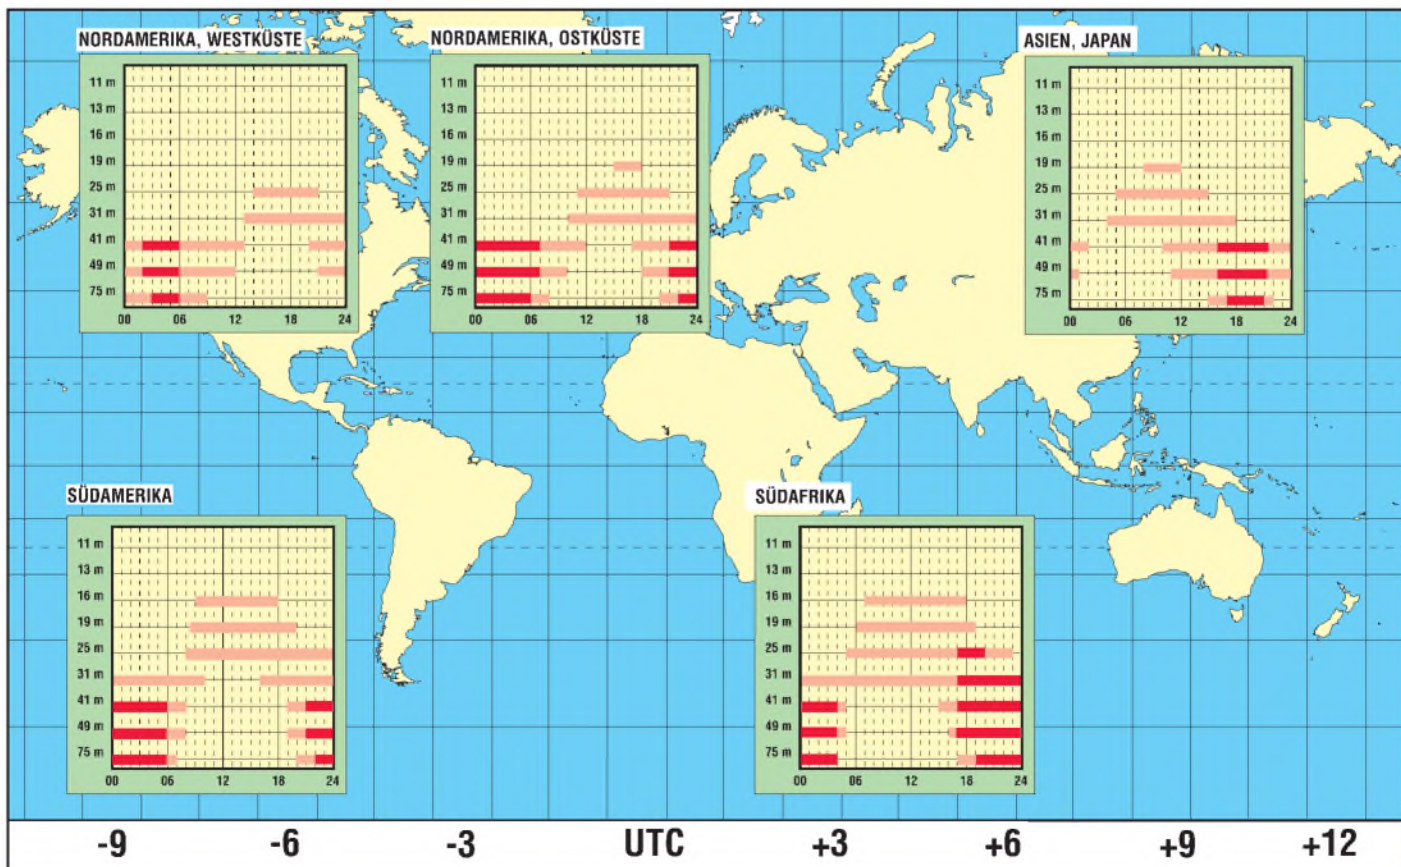 NORDAMERIKA, WESTKÜSTE
11 m
13 m
16 m
19 m
25 m
31 m
41 m
49 m
75 m
00 06 12 18 24
NORDAMERIKA, OSTKÜSTE
11 m
13 m
16 m
19 m
25 m
31 m
41 m
49 m
75 m
00 06 12 18 24
ASIEN, JAPAN
11 m
13 m
16 m
19 m
25 m
31 m
41 m
49 m
75 m
00 06 12 18 24
SÜDAMERIKA
11 m
13 m
16 m
19 m
25 m
31 m
41 m
49 m
75 m
00 06 12 18 24
SÜDAFRIKA
11 m
13 m
16 m
19 m
25 m
31 m
41 m
49 m
75 m
00 06 12 18 24
-9 -6 -3 UTC +3 +6 +9 +12